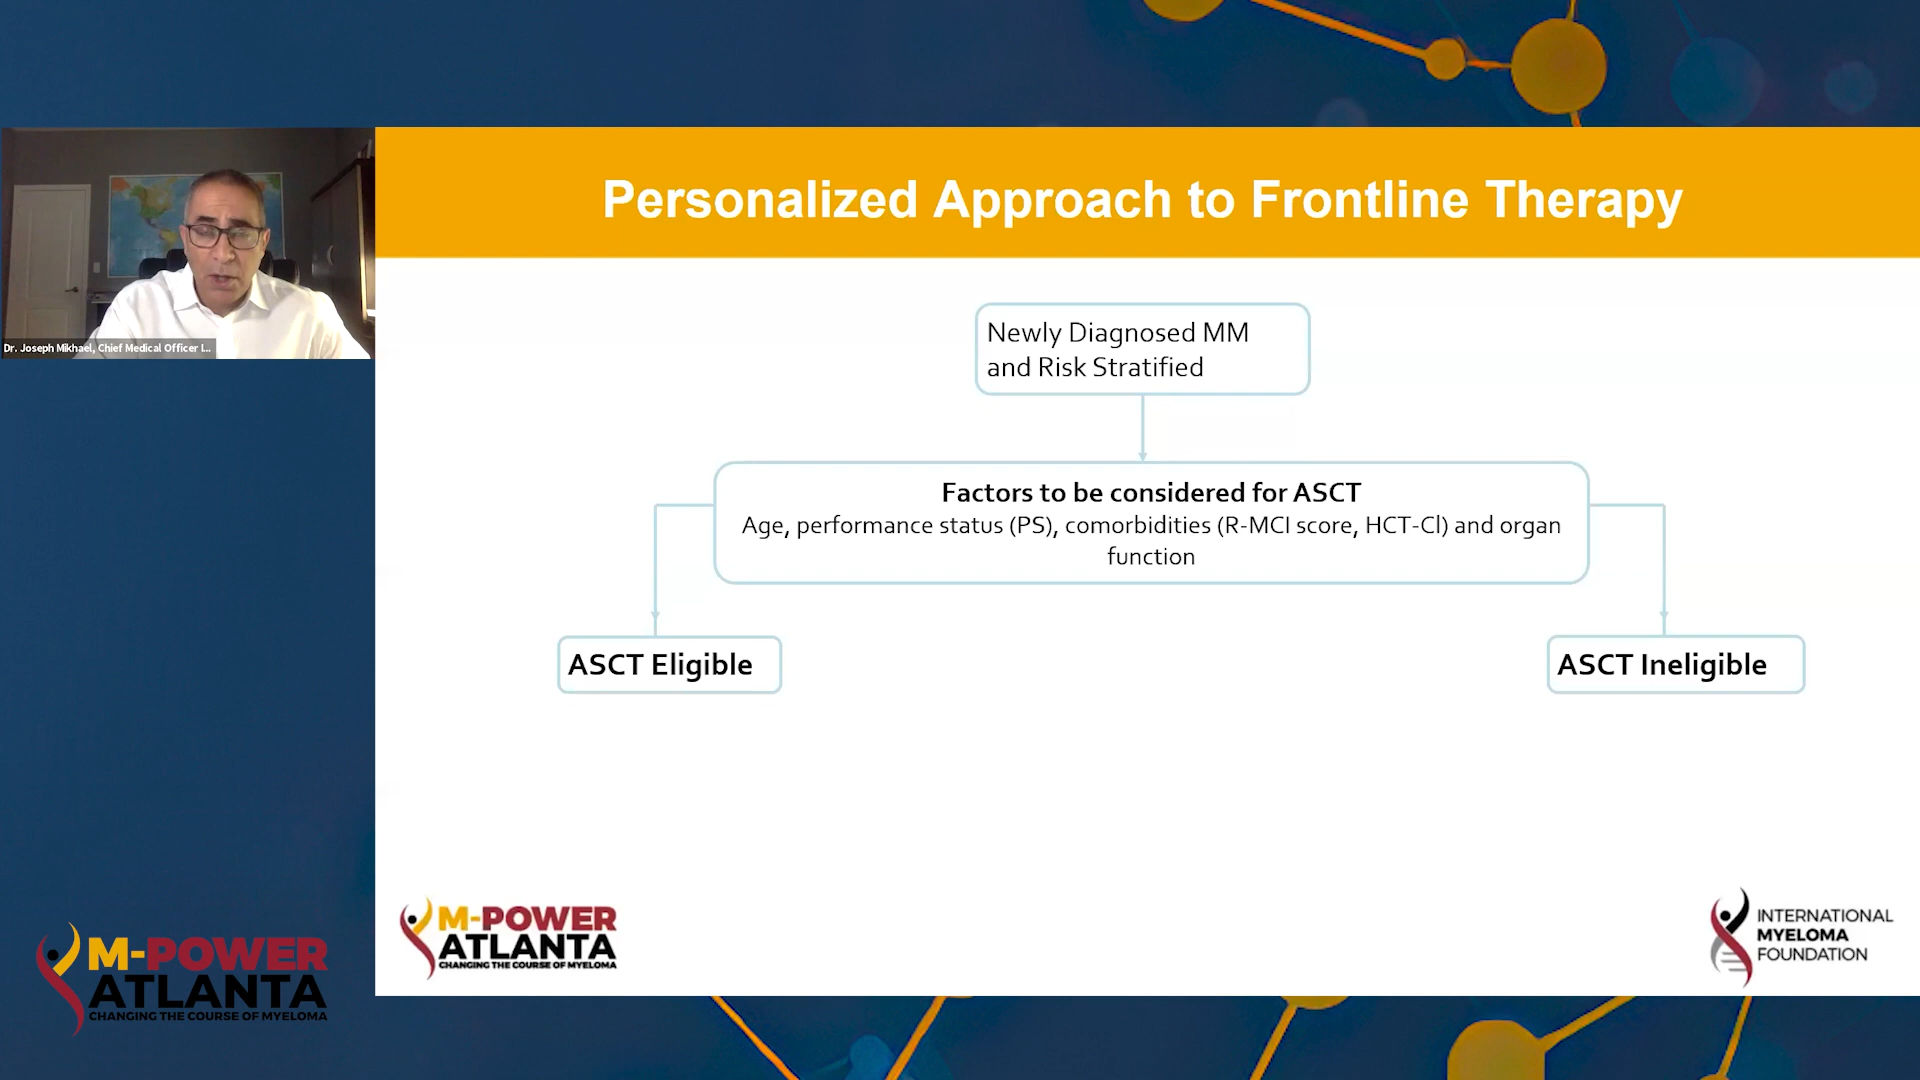 Personalized Approach to Frontline Therapy
Dr. Joseph Mikhael, Chief Medical Officer I...
Newly Diagnosed MM
and Risk Stratified
Factors to be considered for ASCT
Age, performance status (PS), comorbidities (R-MCI score, HCT-Cl) and organ
function
ASCT Eligible
ASCT Ineligible
M-POWER
ATLANTA
CHANGING THE COURSE OF MYELOMA
INTERNATIONAL
MYELOMA
FOUNDATION
M-POWER
ATLANTA
CHANGING THE COURSE OF MYELOMA